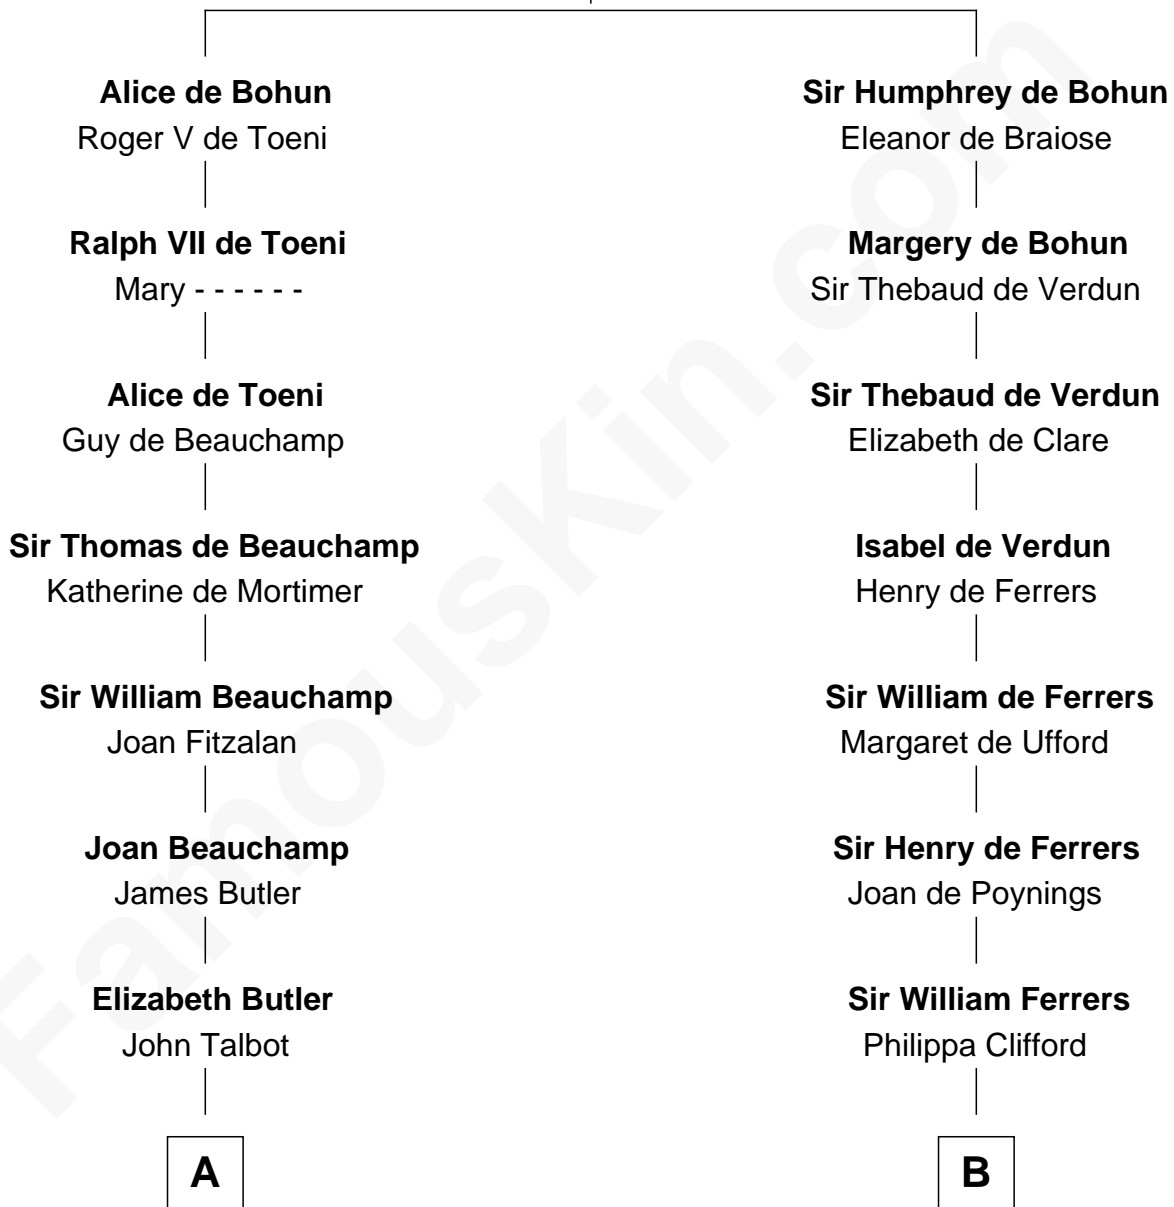 Alice de Bohun
Roger V de Toeni
Ralph VII de Toeni
Mary - - - - - -
Alice de Toeni
Guy de Beauchamp
Sir Thomas de Beauchamp
Katherine de Mortimer
Sir William Beauchamp
Joan Fitzalan
Joan Beauchamp
James Butler
Elizabeth Butler
John Talbot
A
Sir Humphrey de Bohun
Eleanor de Braiose
Margery de Bohun
Sir Thebaud de Verdun
Sir Thebaud de Verdun
Elizabeth de Clare
Isabel de Verdun
Henry de Ferrers
Sir William de Ferrers
Margaret de Ufford
Sir Henry de Ferrers
Joan de Poynings
Sir William Ferrers
Philippa Clifford
B
FamousKin.com